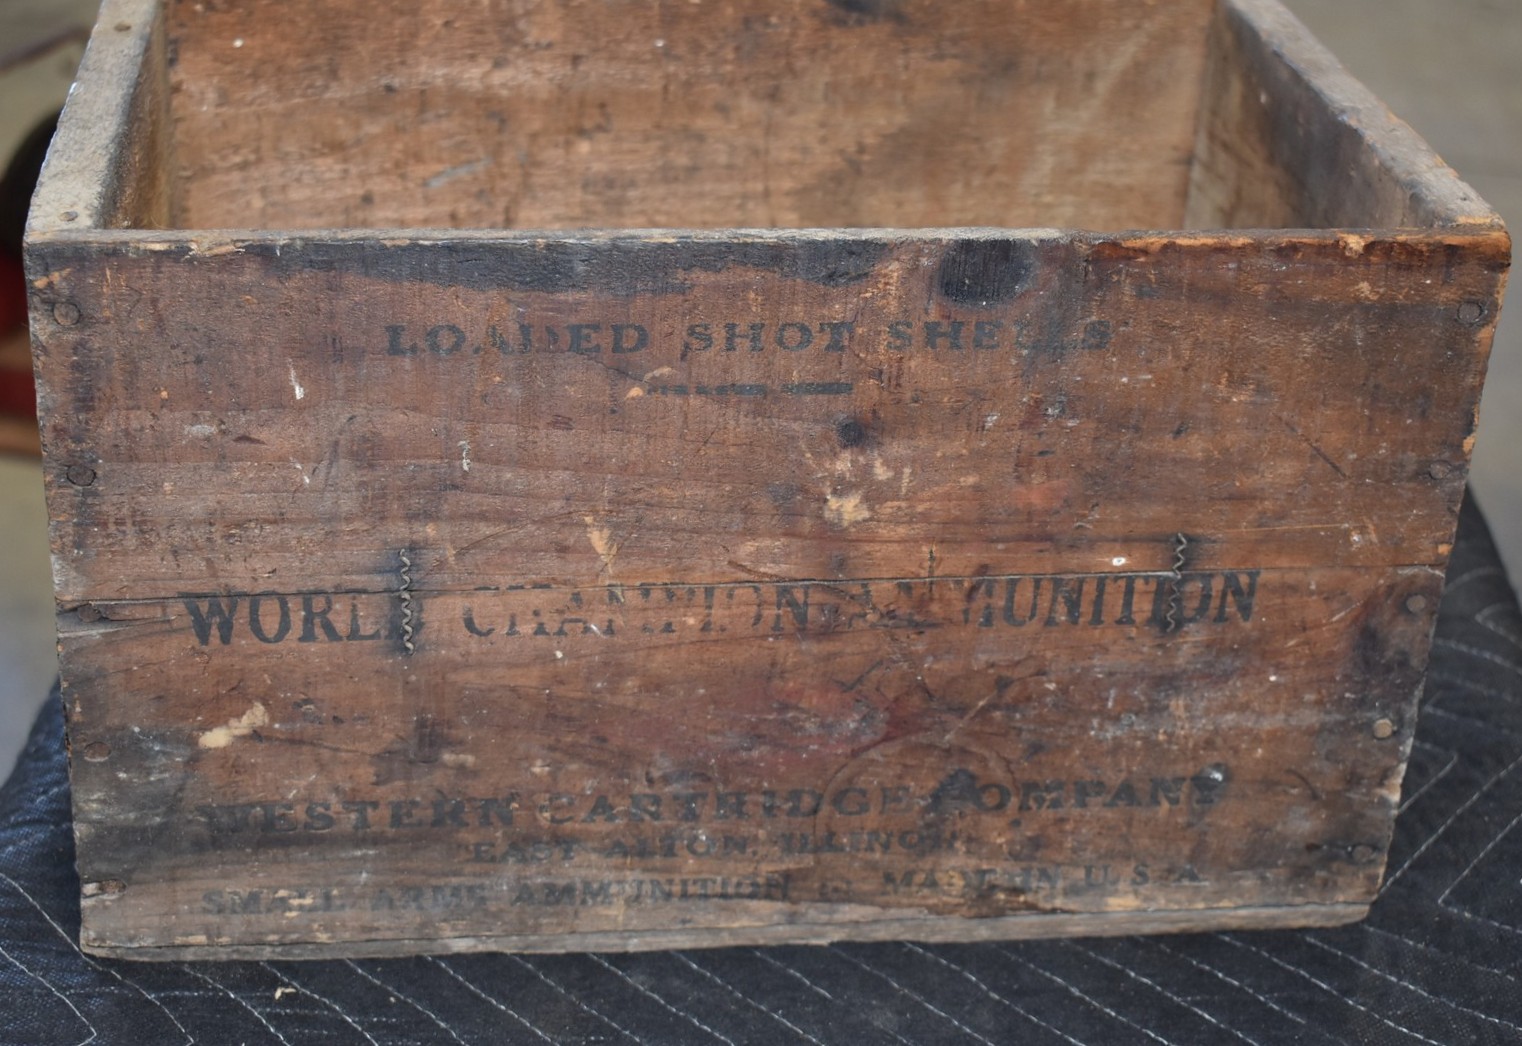 LOADED SHOT SHELLS
WORLD CHAMPION AMMUNITION
WESTERN CARTRIDGE COMPANY
EAST ALTON, ILLINOIS
SMALL ARMS AMMUNITION MADE IN U.S.A.